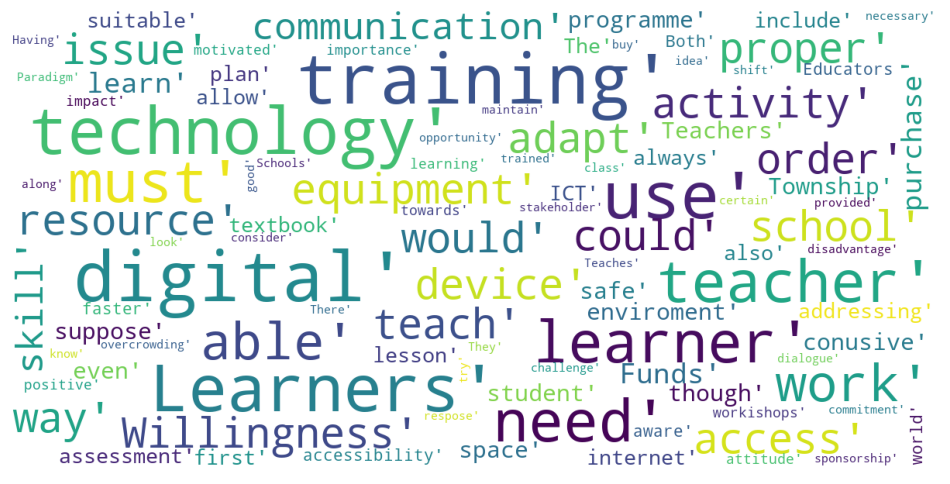 suitable' communication' programme' include' necessary'
Having' issue' motivated' importance' The' buy' Both' proper'
idea' shift' Educators'
Paradigm' learn' plan' training'
impact' allow' maintain' activity' purchase'
technology' opportunity' adapt' Teachers'
good' Schools' learning' trained' class' always' order'
along' must' equipment' ICT' use' certain' Township'
resource' textbook' towards' stakeholder' provided' school'
look' consider' would' could' also' disadvantage'
skill' digital' device' Teaches' safe' teacher'
faster' There' enviroment' addressing'
suppose' able' teach' learner' conusive'
know' overcrowding' lesson' They' dialogue'
even' try' challenge' Funds'
positive' Learners' student' though' work'
way' Willingness' respose' need' workishops' commitment'
aware' access' world'
assessment' first' accessibility' space' internet' attitude' sponsorship'